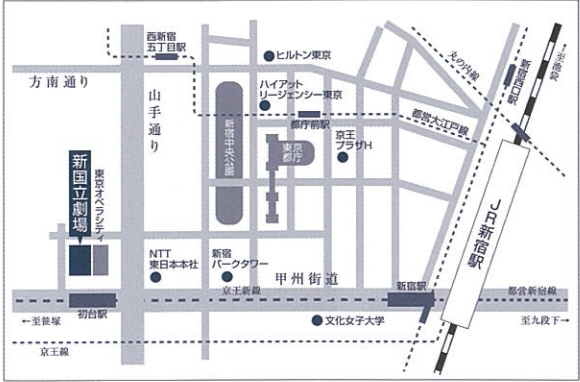 西新宿
五丁目駅
ヒルトン東京
丸の内線
新宿西口駅
↑至池袋
方南通り
山手通り
ハイアット
リージェンシー東京
新宿中央公園
都庁前駅
都営大江戸線
東京
都庁
京王
プラザH
新国立劇場
東京オペラシティ
JR新宿駅
NTT
東日本本社
新宿
パークタワー
甲州街道
京王新線
新宿駅
都営新宿線
初台駅
←至笹塚
文化女子大学
至九段下→
京王線